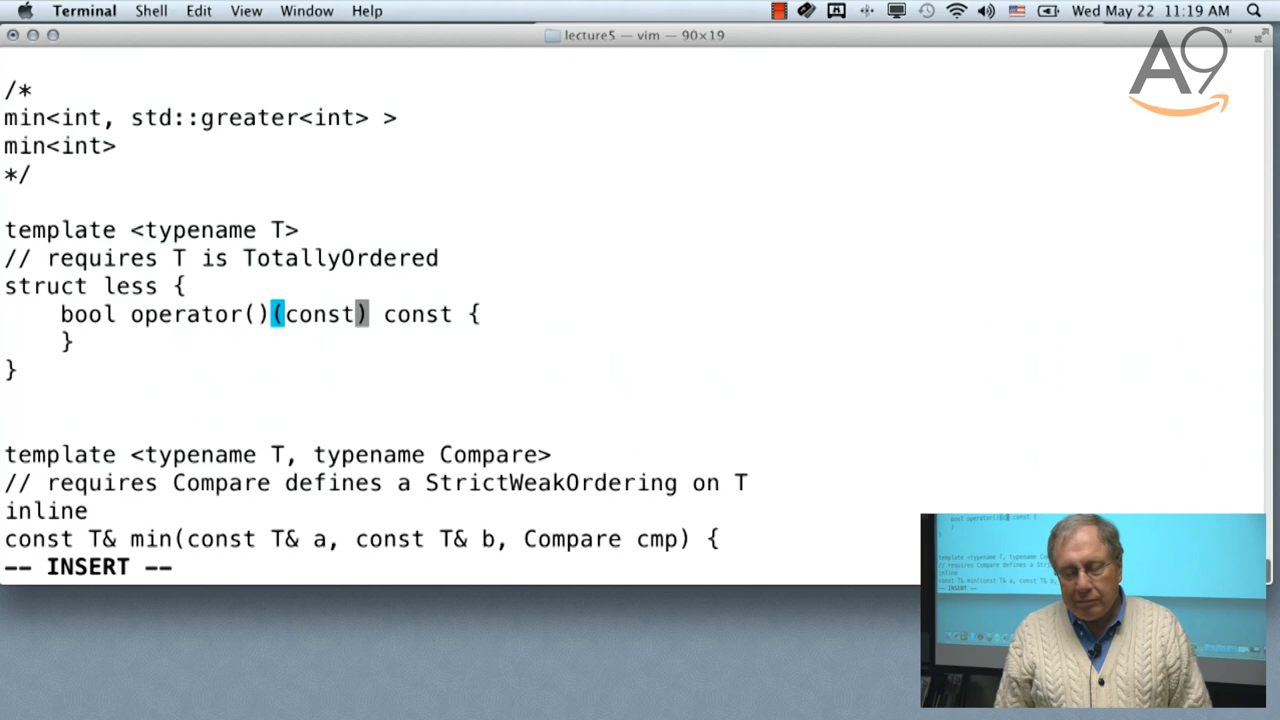 Terminal Shell Edit View Window Help Wed May 22 11:19 AM
lecture5 — vim — 90×19
A9™
/*
min<int, std::greater<int> >
min<int>
*/
template <typename T>
// requires T is TotallyOrdered
struct less {
    bool operator()(const) const {
    }
}
template <typename T, typename Compare>
// requires Compare defines a StrictWeakOrdering on T
inline
const T& min(const T& a, const T& b, Compare cmp) {
-- INSERT --